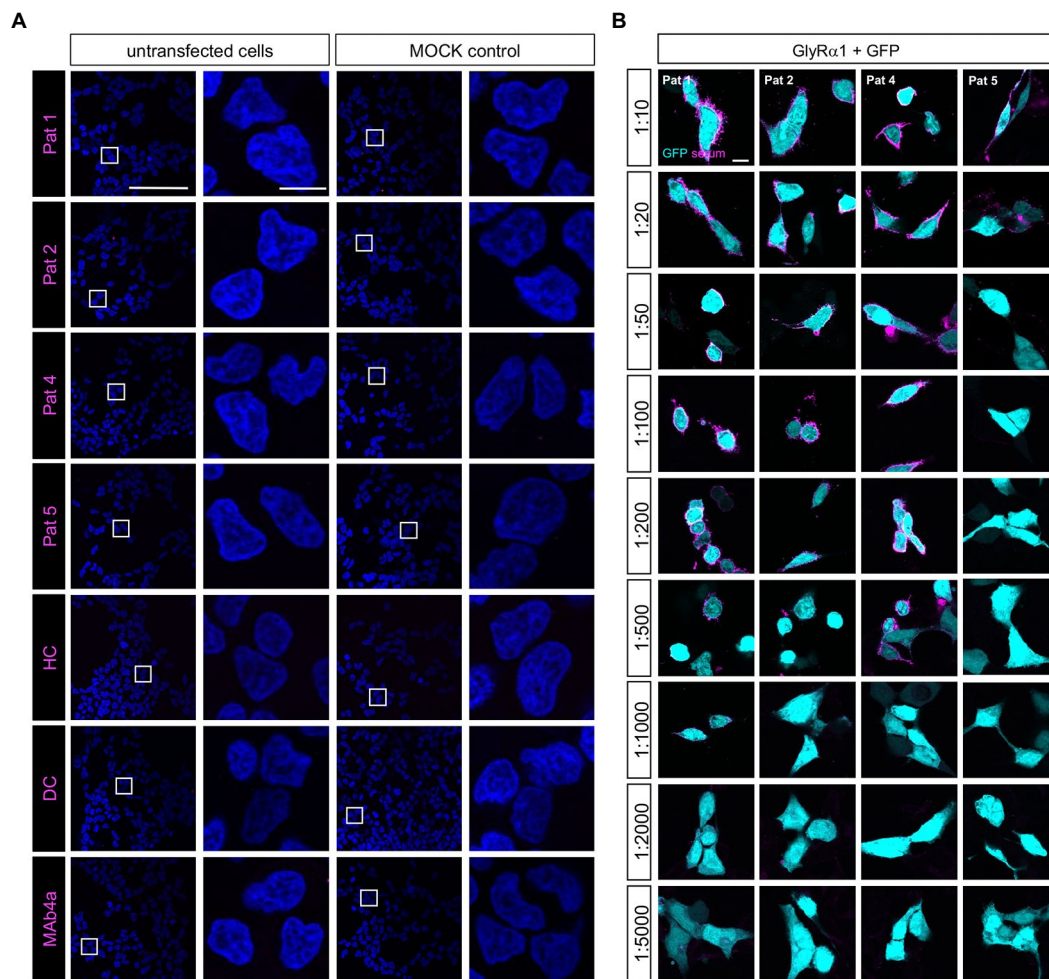 A
untransfected cells
MOCK control
Pat 1
Pat 2
Pat 4
Pat 5
HC
DC
MAb4a
B
GlyRα1 + GFP
Pat 1
Pat 2
Pat 4
Pat 5
GFP serum
1:10
1:20
1:50
1:100
1:200
1:500
1:1000
1:2000
1:5000